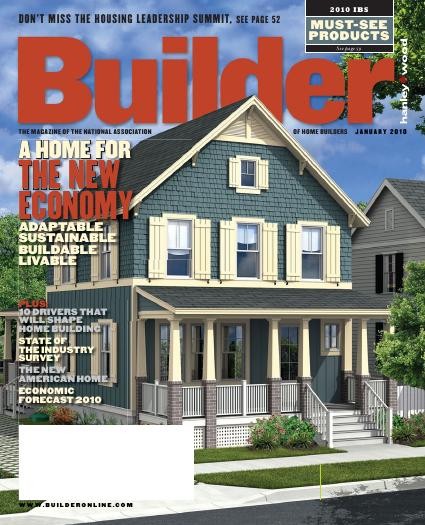 DON'T MISS THE HOUSING LEADERSHIP SUMMIT, SEE PAGE 52
2010 IBS
MUST-SEE
PRODUCTS
See page 59
Builder
hanley wood
THE MAGAZINE OF THE NATIONAL ASSOCIATION OF HOME BUILDERS JANUARY 2010
A HOME FOR
THE NEW
ECONOMY
ADAPTABLE
SUSTAINABLE
BUILDABLE
LIVABLE
PLUS
10 DRIVERS THAT
WILL SHAPE
HOME BUILDING
STATE OF
THE INDUSTRY
SURVEY
THE NEW
AMERICAN HOME
ECONOMIC
FORECAST 2010
WWW.BUILDERONLINE.COM